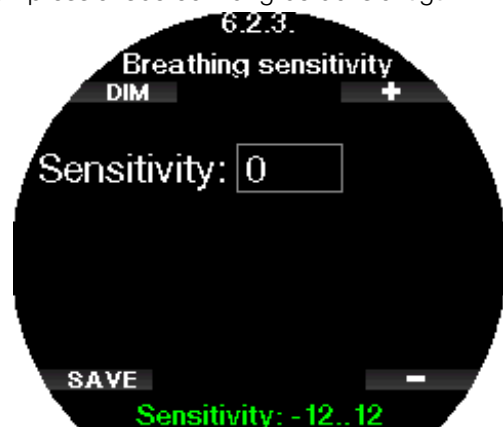 6.2.3.
Breathing sensitivity
DIM +
Sensitivity: 0
SAVE -
Sensitivity: -12..12